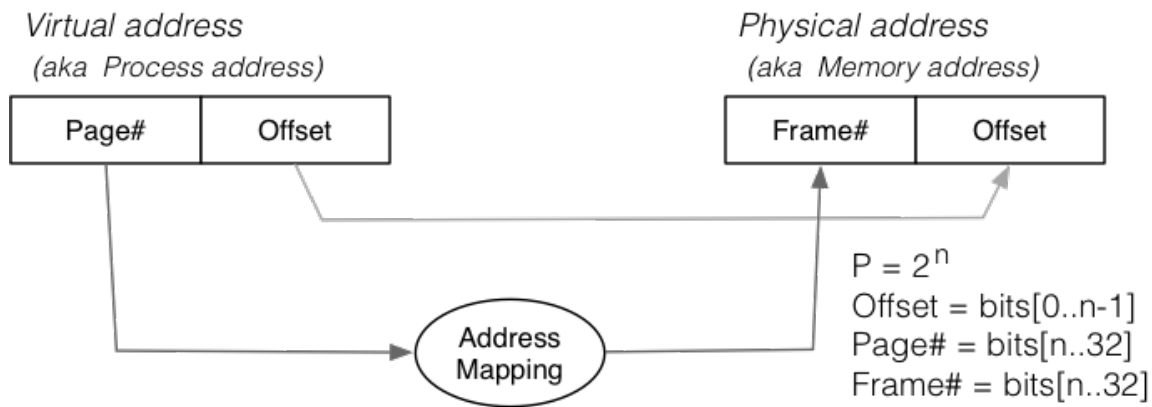 Virtual address
(aka Process address)
Page#
Offset
Physical address
(aka Memory address)
Frame#
Offset
Address
Mapping
P = 2^n
Offset = bits[0..n-1]
Page# = bits[n..32]
Frame# = bits[n..32]